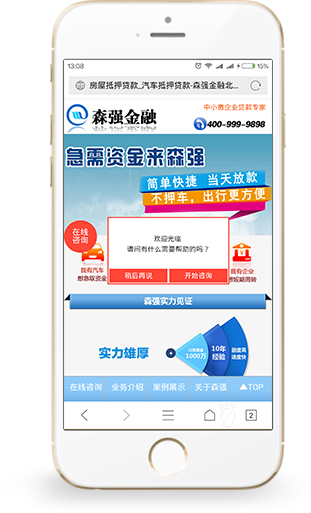 13:08
15%
房屋抵押贷款_汽车抵押贷款-森强金融北...
森强金融
中小微企业贷款专家
400-999-9898
急需资金来森强
简单快捷 当天放款
不押车，出行更方便
在线
咨询
欢迎光临
请问有什么需要帮助的吗？
稍后再说
开始咨询
我有汽车
想急取资金
我有企业
想短期周转
森强实力见证
实力雄厚
1000万
10年
经验
额度高
速度快
在线咨询 业务介绍 案例展示 关于森强 ▲TOP
2